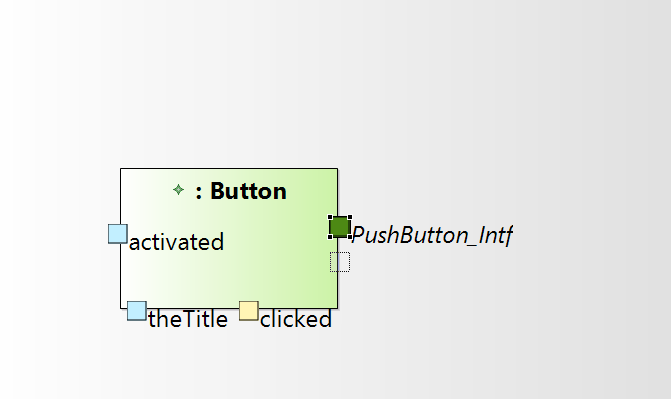 : Button
PushButton_Intf
activated
theTitle
clicked